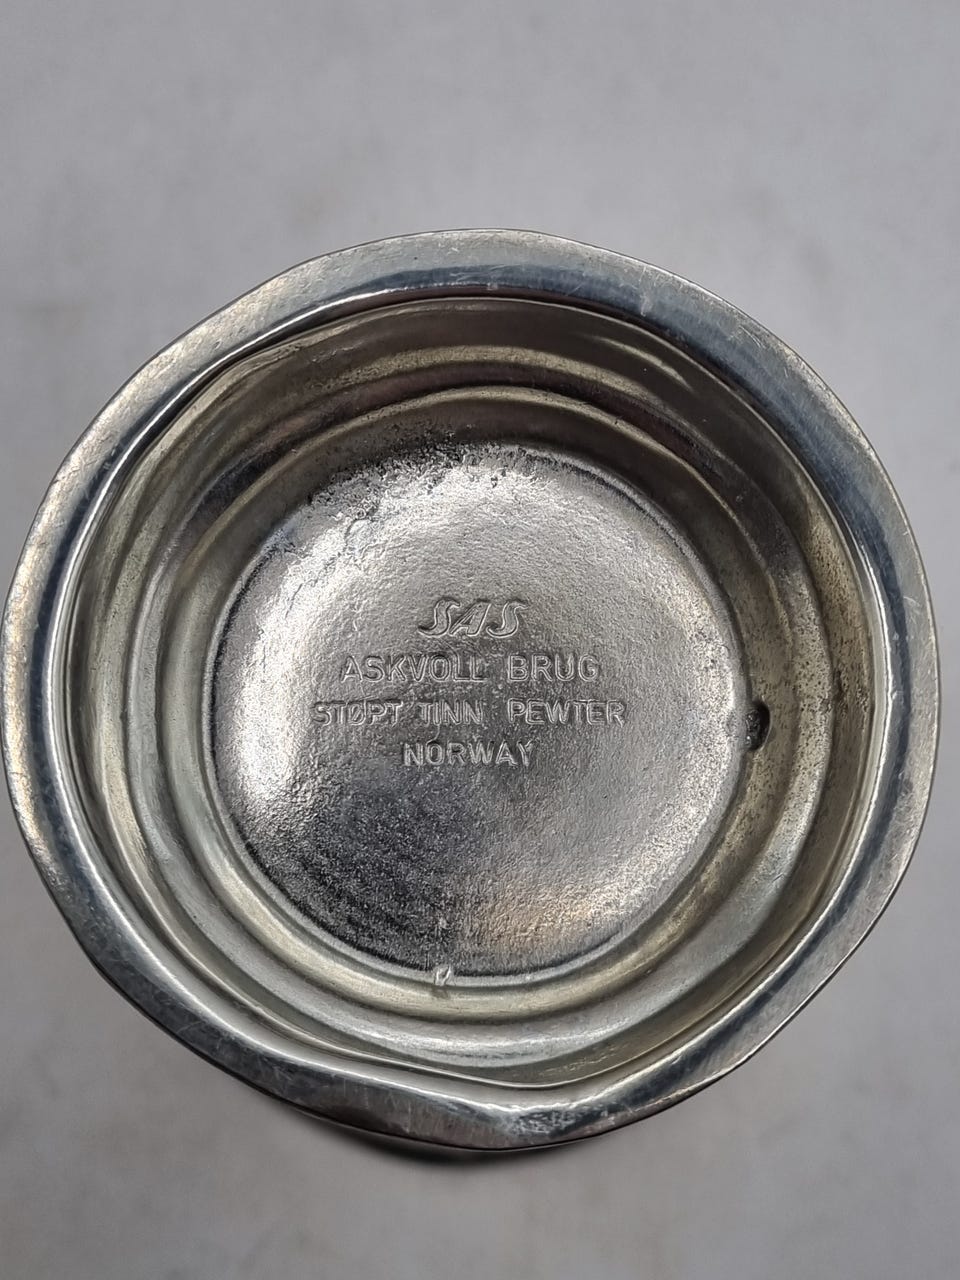 SAS
ASKVOLL BRUG
STØPT TINN PEWTER
NORWAY